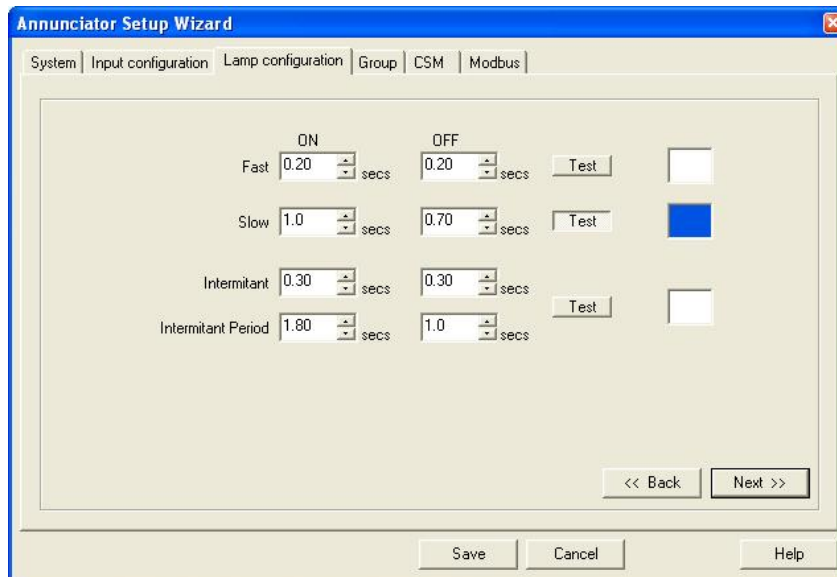 Annunciator Setup Wizard
System Input configuration Lamp configuration Group CSM Modbus
ON OFF
Fast 0.20 secs 0.20 secs Test
Slow 1.0 secs 0.70 secs Test
Intermitant 0.30 secs 0.30 secs
Test
Intermitant Period 1.80 secs 1.0 secs
<< Back Next >>
Save Cancel Help